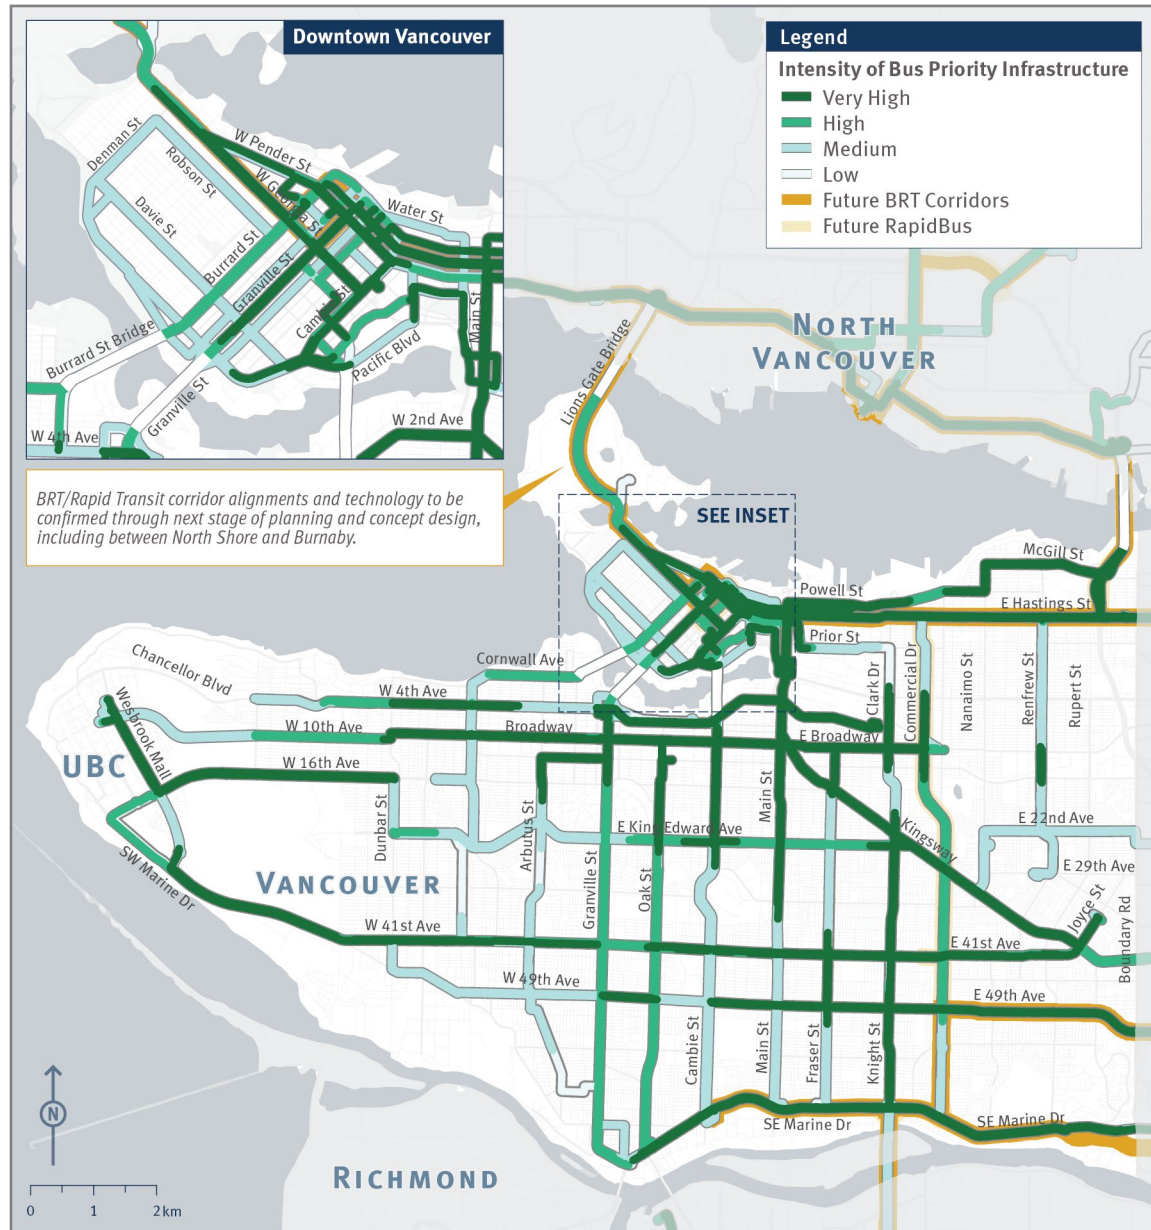 Downtown Vancouver
Denman St
Robson St
Davie St
W Pender St
W Georgia St
Water St
Burrard St
Granville St
Cambie St
Main St
Pacific Blvd
Burrard St Bridge
Granville St
W 4th Ave
W 2nd Ave
Legend
Intensity of Bus Priority Infrastructure
Very High
High
Medium
Low
Future BRT Corridors
Future RapidBus
BRT/Rapid Transit corridor alignments and technology to be
confirmed through next stage of planning and concept design,
including between North Shore and Burnaby.
NORTH
VANCOUVER
Lions Gate Bridge
SEE INSET
McGill St
Powell St
E Hastings St
Prior St
Cornwall Ave
Chancellor Blvd
W 4th Ave
Wesbrook Mall
W 10th Ave
Broadway
E Broadway
Clark Dr
Commercial Dr
Nanaimo St
Renfrew St
Rupert St
UBC
W 16th Ave
Dunbar St
Arbutus St
Granville St
Oak St
Main St
E King Edward Ave
Kingsway
E 22nd Ave
E 29th Ave
SW Marine Dr
VANCOUVER
W 41st Ave
E 41st Ave
Joyce St
Boundary Rd
W 49th Ave
E 49th Ave
Cambie St
Main St
Fraser St
Knight St
SE Marine Dr
SE Marine Dr
RICHMOND
N
0 1 2 km